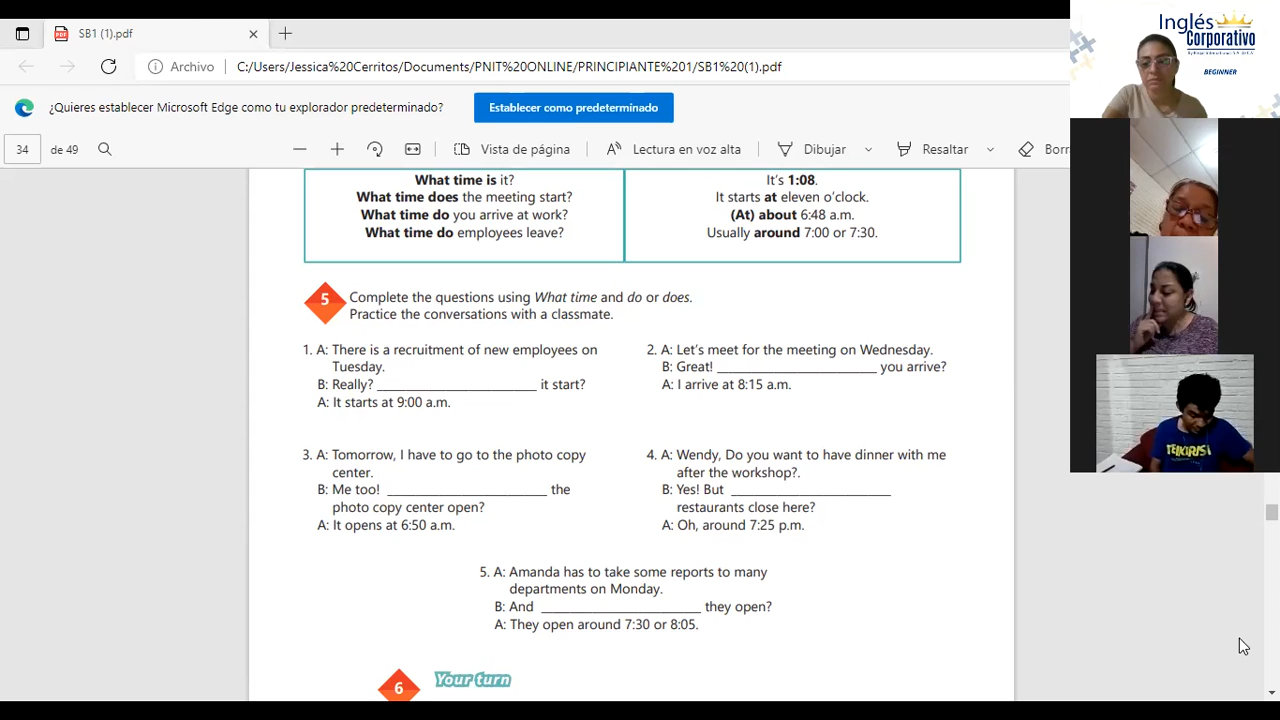 SB1 (1).pdf
Archivo
C:/Users/Jessica%20Cerritos/Documents/PNIT%20ONLINE/PRINCIPIANTE%201/SB1%20(1).pdf
¿Quieres establecer Microsoft Edge como tu explorador predeterminado?
Establecer como predeterminado
34 de 49
Vista de página
Lectura en voz alta
Dibujar
Resaltar
Borr
What time is it?
What time does the meeting start?
What time do you arrive at work?
What time do employees leave?
It's 1:08.
It starts at eleven o'clock.
(At) about 6:48 a.m.
Usually around 7:00 or 7:30.
5
Complete the questions using What time and do or does.
Practice the conversations with a classmate.
1. A: There is a recruitment of new employees on
Tuesday.
B: Really? ____________________ it start?
A: It starts at 9:00 a.m.
2. A: Let's meet for the meeting on Wednesday.
B: Great! ____________________ you arrive?
A: I arrive at 8:15 a.m.
3. A: Tomorrow, I have to go to the photo copy
center.
B: Me too! ____________________ the
photo copy center open?
A: It opens at 6:50 a.m.
4. A: Wendy, Do you want to have dinner with me
after the workshop?.
B: Yes! But ____________________
restaurants close here?
A: Oh, around 7:25 p.m.
5. A: Amanda has to take some reports to many
departments on Monday.
B: And ____________________ they open?
A: They open around 7:30 or 8:05.
6
Your turn
Inglés
Corporativo
BEGINNER